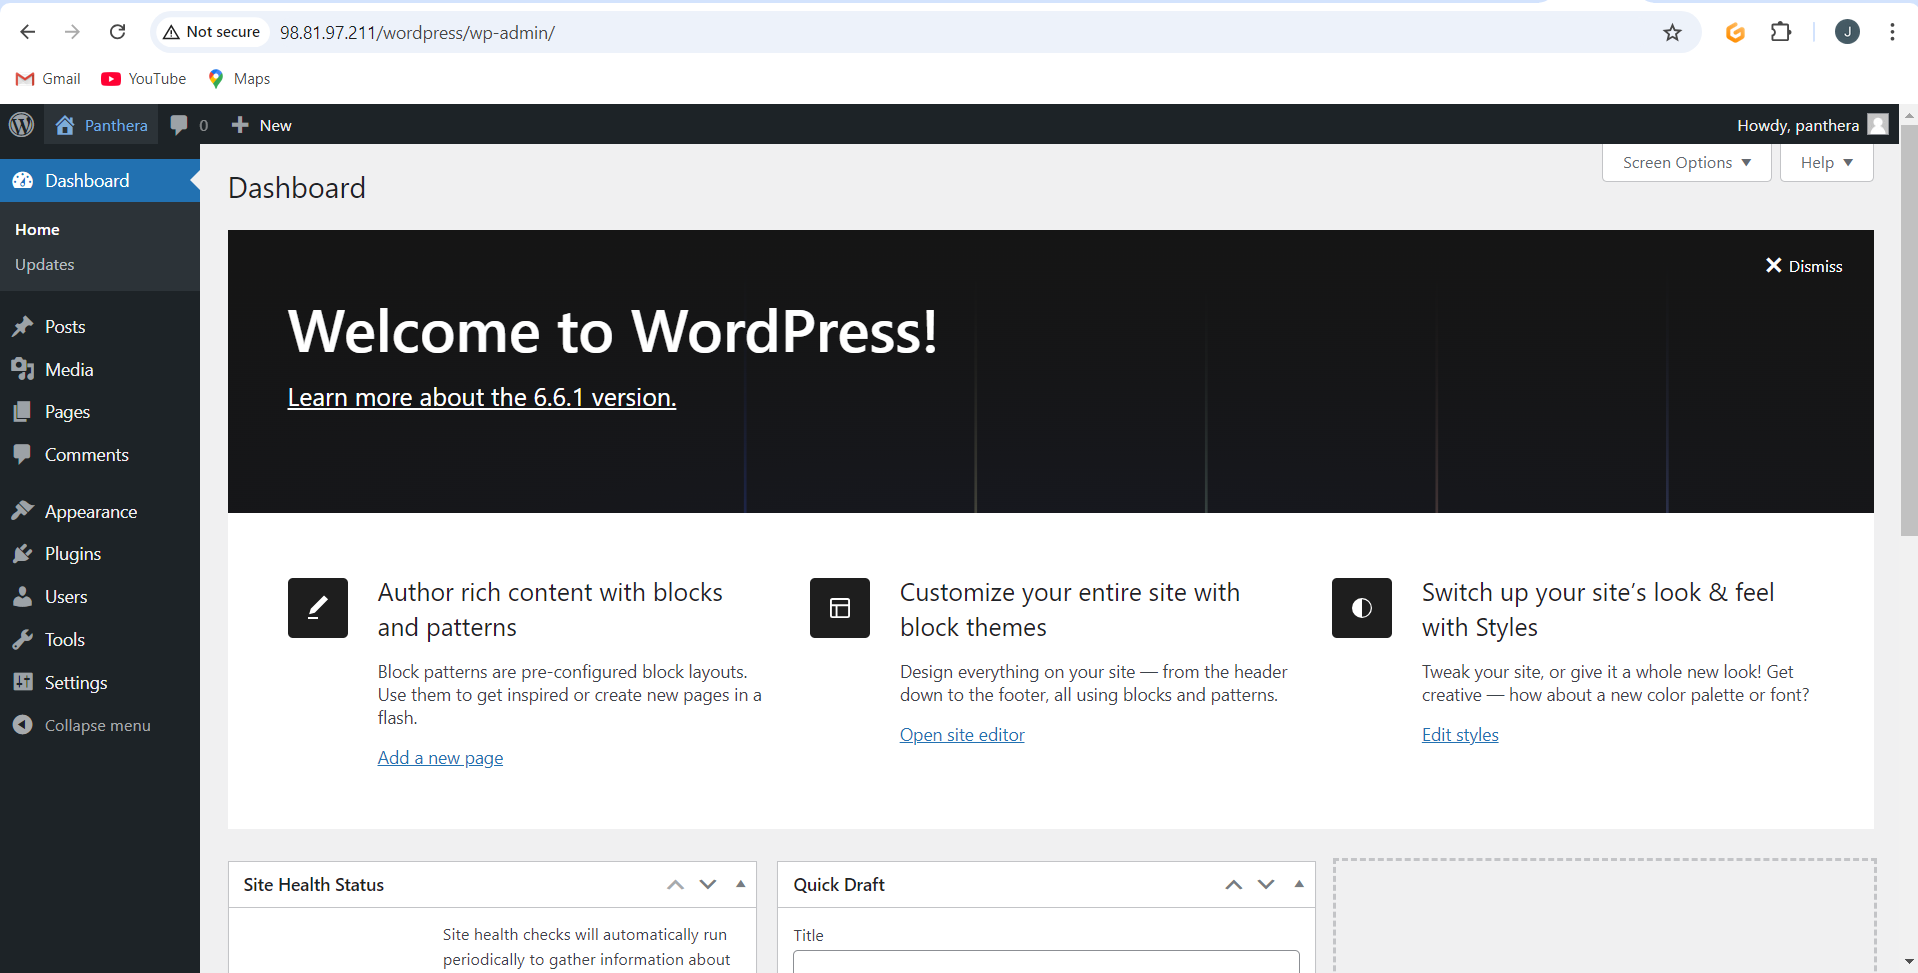 Not secure 98.81.97.211/wordpress/wp-admin/ J
Gmail YouTube Maps
Panthera 0 New Howdy, panthera
Screen Options Help
Dashboard
Home
Updates
Posts
Media
Pages
Comments
Appearance
Plugins
Users
Tools
Settings
Collapse menu
Dashboard
Dismiss
Welcome to WordPress!
Learn more about the 6.6.1 version.
Author rich content with blocks
and patterns
Block patterns are pre-configured block layouts.
Use them to get inspired or create new pages in a
flash.
Add a new page
Customize your entire site with
block themes
Design everything on your site — from the header
down to the footer, all using blocks and patterns.
Open site editor
Switch up your site’s look & feel
with Styles
Tweak your site, or give it a whole new look! Get
creative — how about a new color palette or font?
Edit styles
Site Health Status
Site health checks will automatically run
periodically to gather information about
Quick Draft
Title